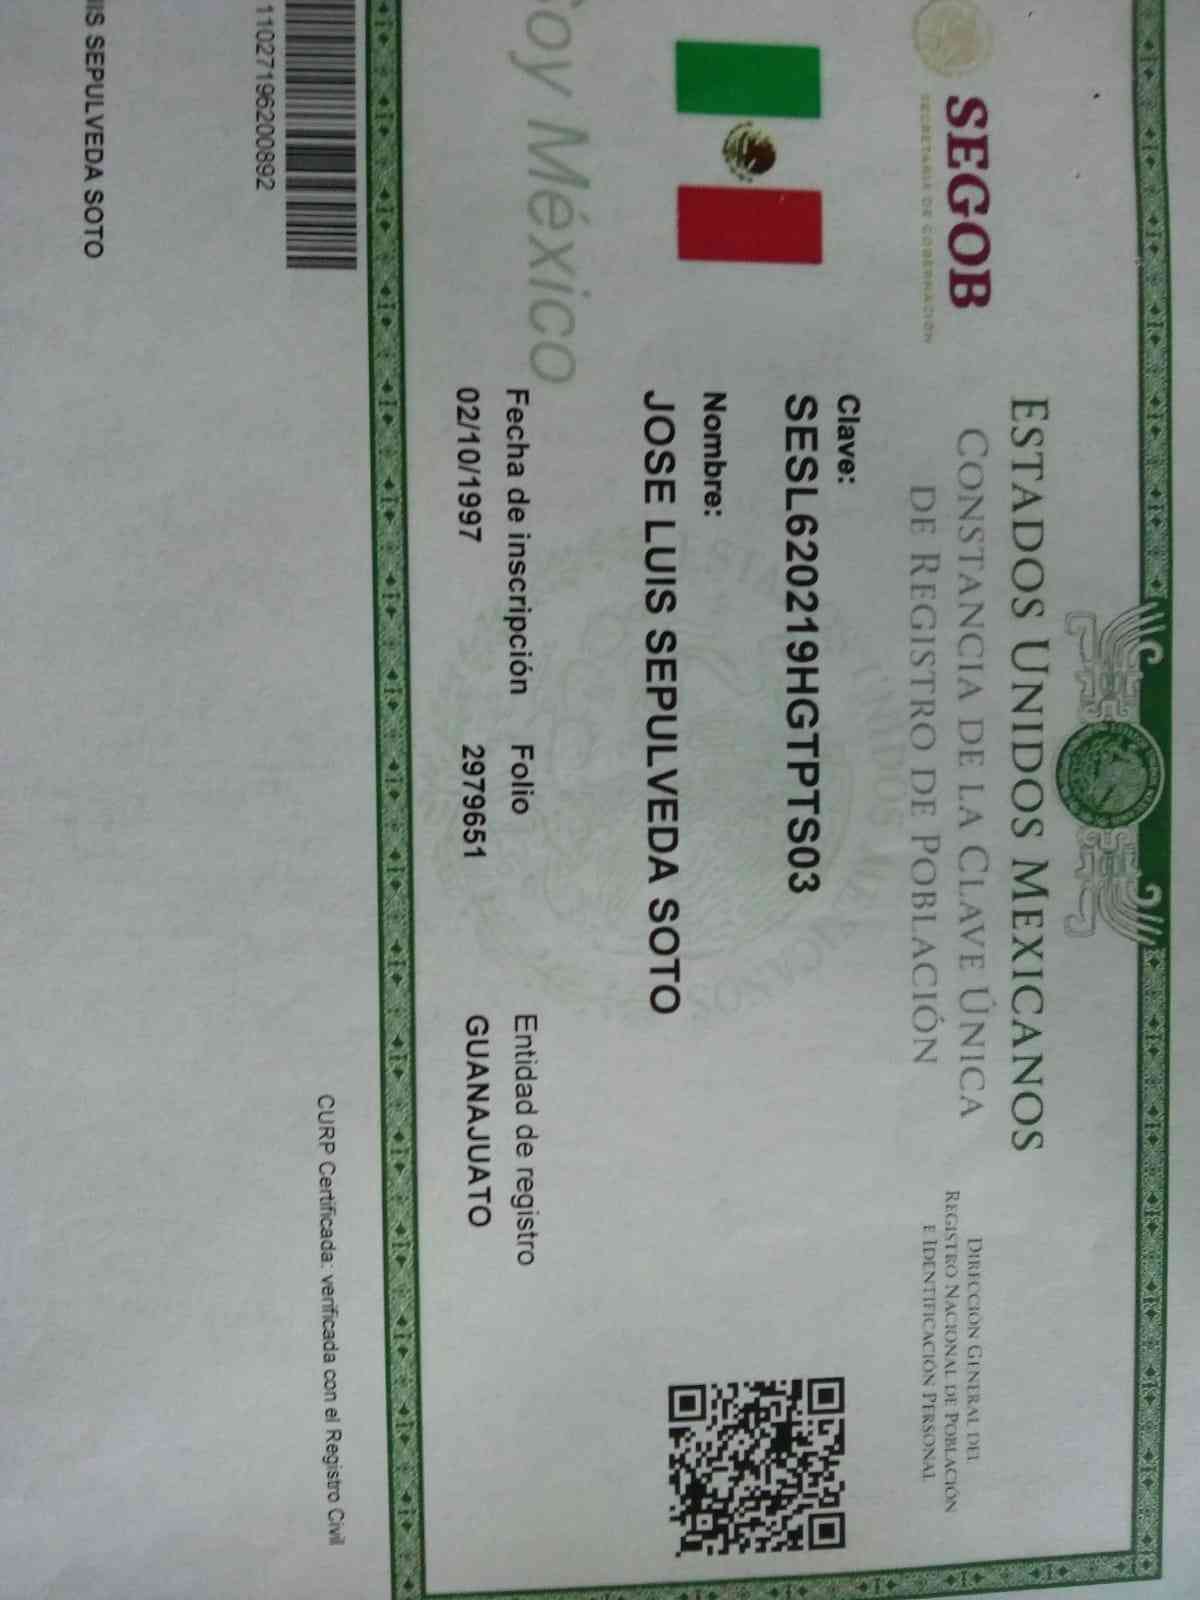 ESTADOS UNIDOS MEXICANOS
CONSTANCIA DE LA CLAVE ÚNICA
DE REGISTRO DE POBLACIÓN
SEGOB
SECRETARÍA DE GOBERNACIÓN
DIRECCIÓN GENERAL DEL
REGISTRO NACIONAL DE POBLACIÓN
E IDENTIFICACIÓN PERSONAL
Clave:
SESL620219HGTPTS03
Nombre:
JOSE LUIS SEPULVEDA SOTO
Soy México
Fecha de inscripción Folio Entidad de registro
02/10/1997 2979651 GUANAJUATO
11027196200892
CURP Certificada: verificada con el Registro Civil
IS SEPULVEDA SOTO